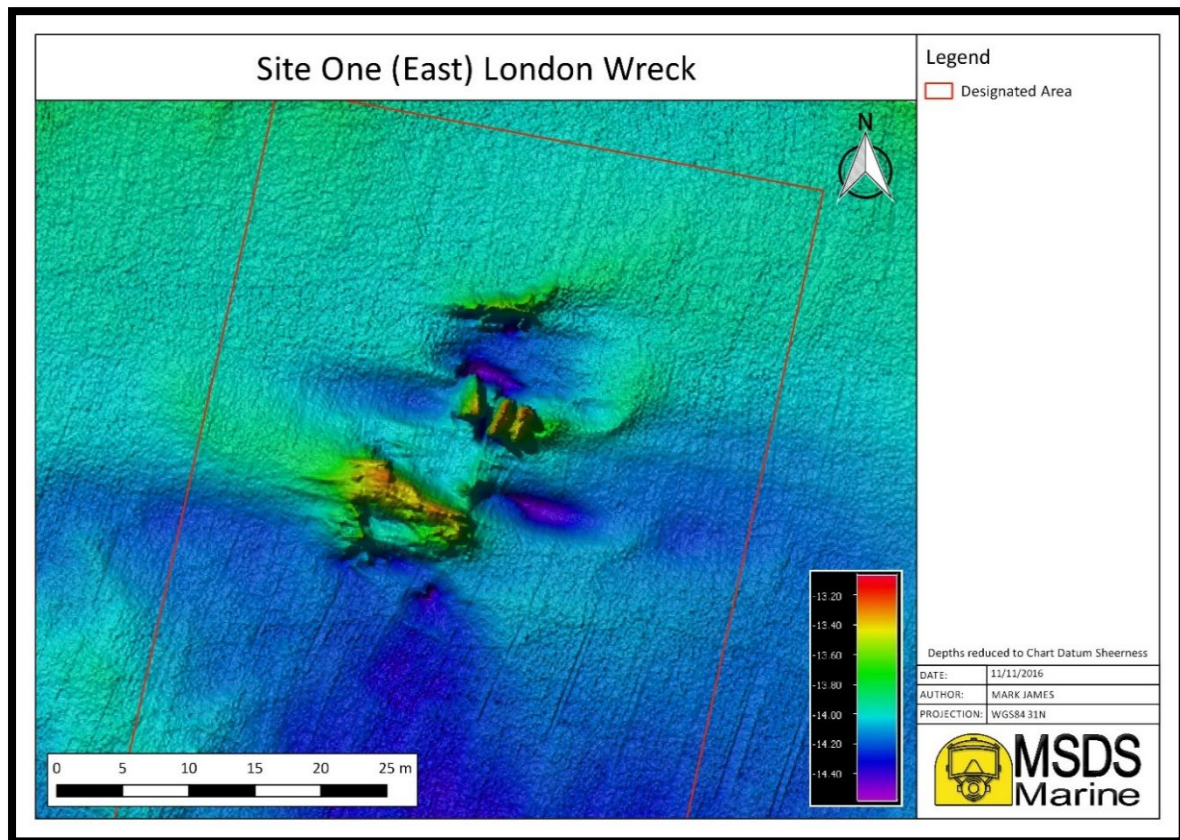 Site One (East) London Wreck
Legend
Designated Area
N
-13.20
-13.40
-13.60
-13.80
-14.00
-14.20
-14.40
0 5 10 15 20 25 m
Depths reduced to Chart Datum Sheerness
DATE: 11/11/2016
AUTHOR: MARK JAMES
PROJECTION: WGS84 31N
MSDS
Marine